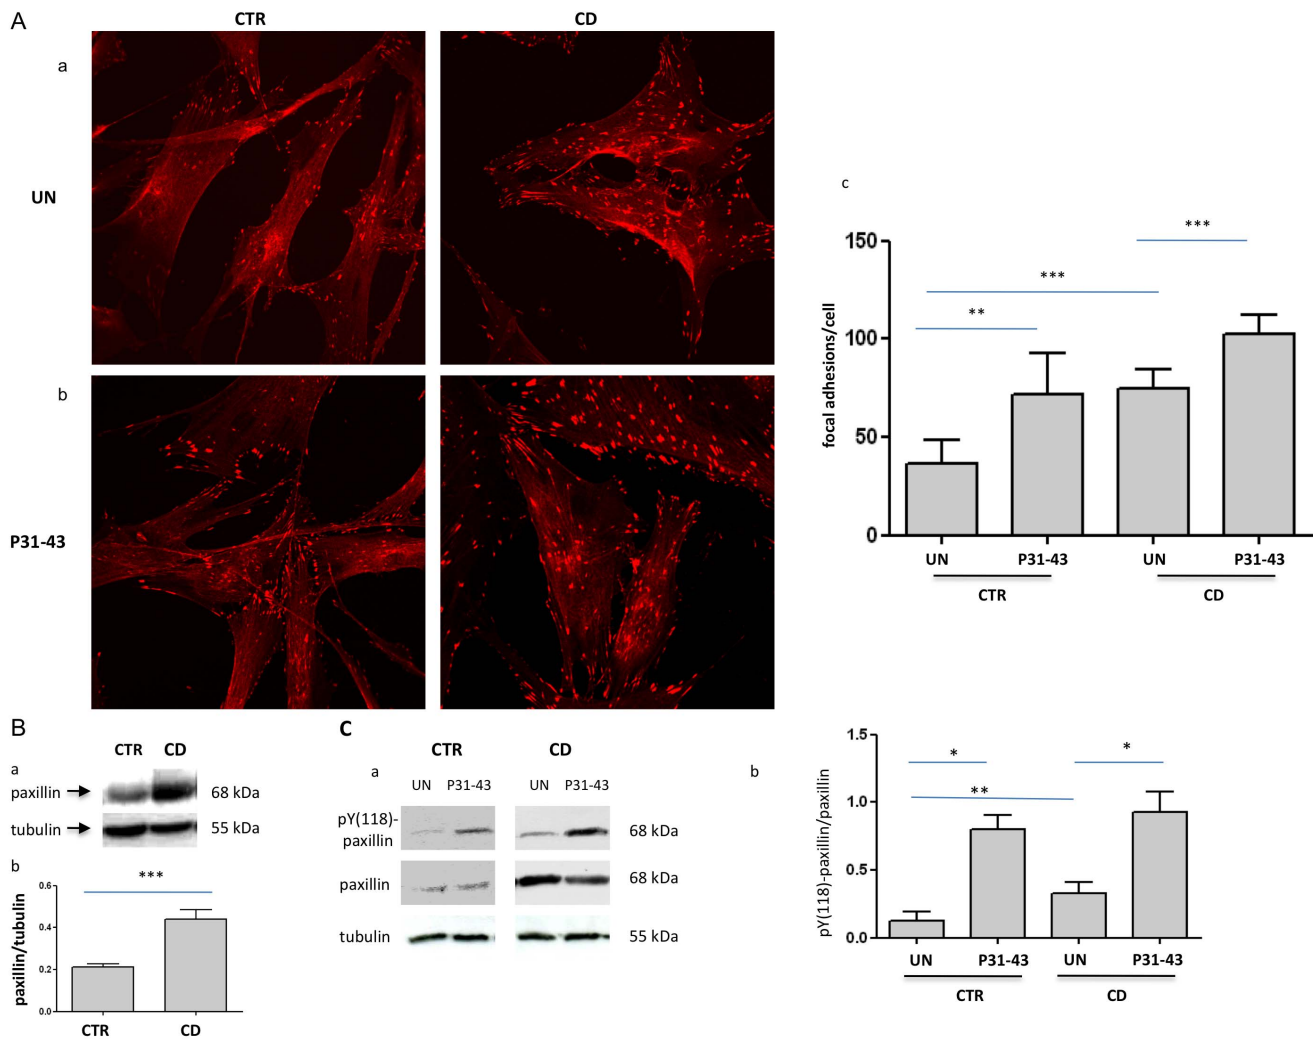 A
CTR
CD
a
UN
b
P31-43
c
focal adhesions/cell
150
100
50
0
**
***
***
UN
P31-43
UN
P31-43
CTR
CD
B
CTR
CD
a
paxillin
68 kDa
tubulin
55 kDa
b
***
paxillin/tubulin
0.6
0.4
0.2
0.0
CTR
CD
C
CTR
CD
a
UN
P31-43
UN
P31-43
pY(118)-
paxillin
68 kDa
paxillin
68 kDa
tubulin
55 kDa
b
pY(118)-paxillin/paxillin
1.5
1.0
0.5
0.0
*
**
*
UN
P31-43
UN
P31-43
CTR
CD